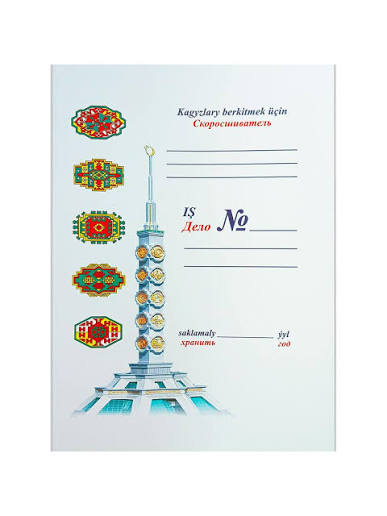 Kagyzlary berkitmek üçin
Скоросшиватель
IŞ
Дело №
saklamaly ýyl
хранить год